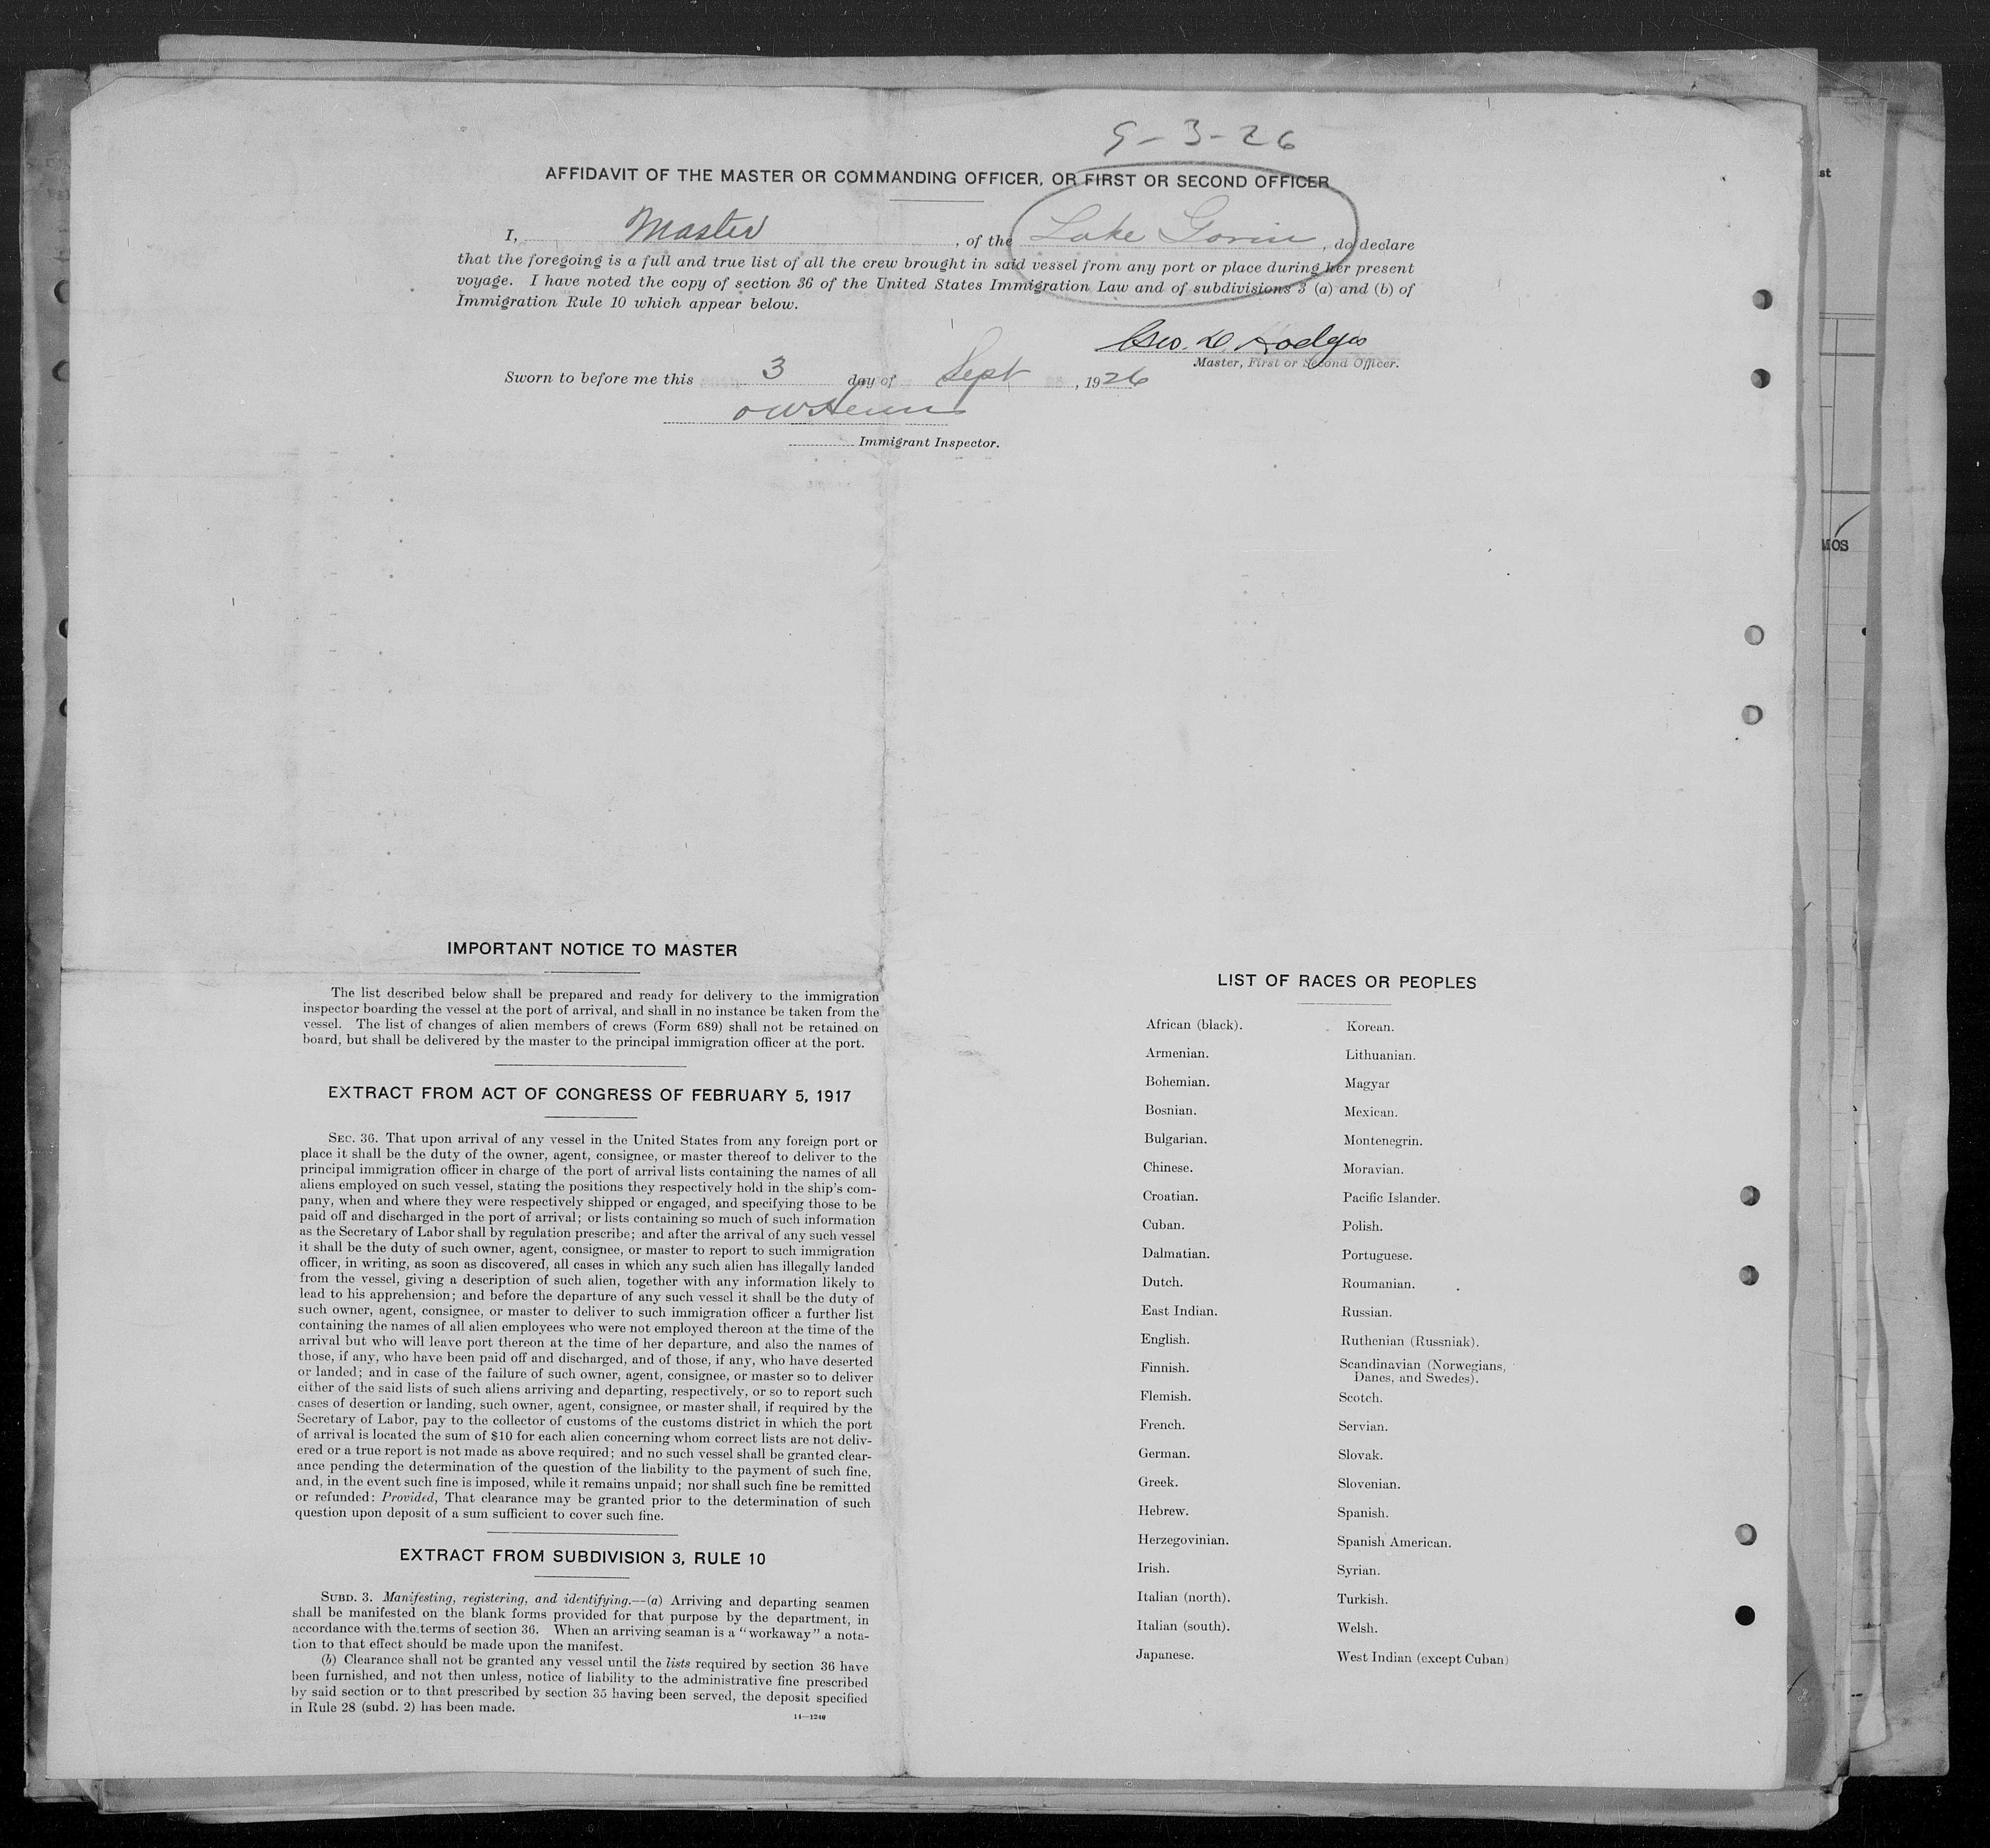 9-3-26
AFFIDAVIT OF THE MASTER OR COMMANDING OFFICER, OR FIRST OR SECOND OFFICER
I, Master, of the Lake Gorin, do declare
that the foregoing is a full and true list of all the crew brought in said vessel from any port or place during her present
voyage. I have noted the copy of section 36 of the United States Immigration Law and of subdivisions 3 (a) and (b) of
Immigration Rule 10 which appear below.
Geo. D. Hodges
Master, First or Second Officer.
Sworn to before me this 3 day of Sept, 1926
Immigrant Inspector.
IMPORTANT NOTICE TO MASTER
The list described below shall be prepared and ready for delivery to the immigration
inspector boarding the vessel at the port of arrival, and shall in no instance be taken from the
vessel. The list of changes of alien members of crews (Form 689) shall not be retained on
board, but shall be delivered by the master to the principal immigration officer at the port.
EXTRACT FROM ACT OF CONGRESS OF FEBRUARY 5, 1917
SEC. 36. That upon arrival of any vessel in the United States from any foreign port or
place it shall be the duty of the owner, agent, consignee, or master thereof to deliver to the
principal immigration officer in charge of the port of arrival lists containing the names of all
aliens employed on such vessel, stating the positions they respectively hold in the ship's com-
pany, when and where they were respectively shipped or engaged, and specifying those to be
paid off and discharged in the port of arrival; or lists containing so much of such information
as the Secretary of Labor shall by regulation prescribe; and after the arrival of any such vessel
it shall be the duty of such owner, agent, consignee, or master to report to such immigration
officer, in writing, as soon as discovered, all cases in which any such alien has illegally landed
from the vessel, giving a description of such alien, together with any information likely to
lead to his apprehension; and before the departure of any such vessel it shall be the duty of
such owner, agent, consignee, or master to deliver to such immigration officer a further list
containing the names of all alien employees who were not employed thereon at the time of the
arrival but who will leave port thereon at the time of her departure, and also the names of
those, if any, who have been paid off and discharged, and of those, if any, who have deserted
or landed; and in case of the failure of such owner, agent, consignee, or master so to deliver
either of the said lists of such aliens arriving and departing, respectively, or so to report such
cases of desertion or landing, such owner, agent, consignee, or master shall, if required by the
Secretary of Labor, pay to the collector of customs of the customs district in which the port
of arrival is located the sum of $10 for each alien concerning whom correct lists are not deliv-
ered or a true report is not made as above required; and no such vessel shall be granted clear-
ance pending the determination of the question of the liability to the payment of such fine,
and, in the event such fine is imposed, while it remains unpaid; nor shall such fine be remitted
or refunded: Provided, That clearance may be granted prior to the determination of such
question upon deposit of a sum sufficient to cover such fine.
EXTRACT FROM SUBDIVISION 3, RULE 10
SUBD. 3. Manifesting, registering, and identifying.—(a) Arriving and departing seamen
shall be manifested on the blank forms provided for that purpose by the department, in
accordance with the terms of section 36. When an arriving seaman is a "workaway" a nota-
tion to that effect should be made upon the manifest.
(b) Clearance shall not be granted any vessel until the lists required by section 36 have
been furnished, and not then unless, notice of liability to the administrative fine prescribed
by said section or to that prescribed by section 35 having been served, the deposit specified
in Rule 28 (subd. 2) has been made.
14—1240
LIST OF RACES OR PEOPLES
African (black).
Armenian.
Bohemian.
Bosnian.
Bulgarian.
Chinese.
Croatian.
Cuban.
Dalmatian.
Dutch.
East Indian.
English.
Finnish.
Flemish.
French.
German.
Greek.
Hebrew.
Herzegovinian.
Irish.
Italian (north).
Italian (south).
Japanese.
Korean.
Lithuanian.
Magyar
Mexican.
Montenegrin.
Moravian.
Pacific Islander.
Polish.
Portuguese.
Roumanian.
Russian.
Ruthenian (Russniak).
Scandinavian (Norwegians,
Danes, and Swedes).
Scotch.
Servian.
Slovak.
Slovenian.
Spanish.
Spanish American.
Syrian.
Turkish.
Welsh.
West Indian (except Cuban)